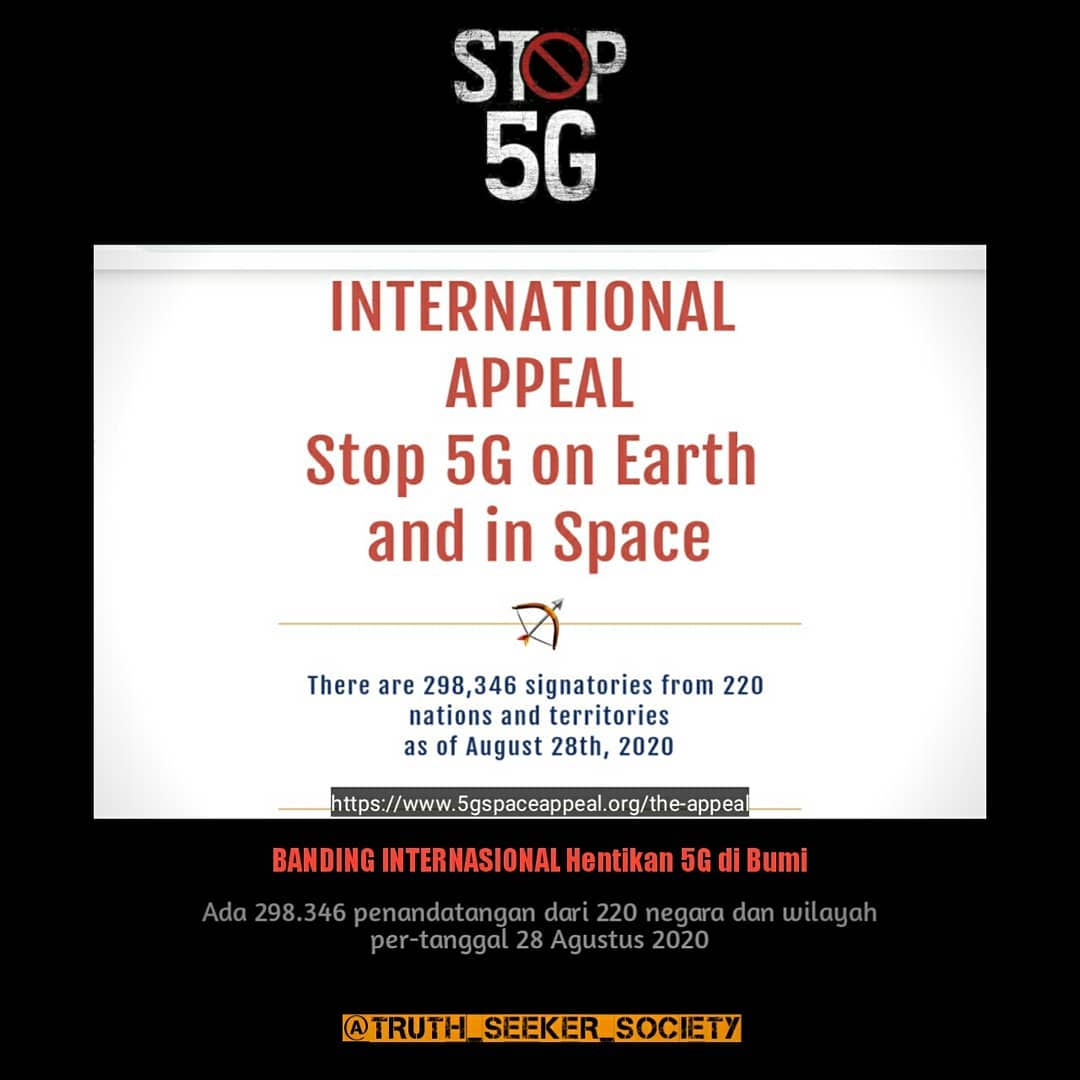 STOP
5G
INTERNATIONAL
APPEAL
Stop 5G on Earth
and in Space
There are 298,346 signatories from 220
nations and territories
as of August 28th, 2020
https://www.5gspaceappeal.org/the-appeal
BANDING INTERNASIONAL Hentikan 5G di Bumi
Ada 298.346 penandatangan dari 220 negara dan wilayah
per-tanggal 28 Agustus 2020
@TRUTH_SEEKER_SOCIETY